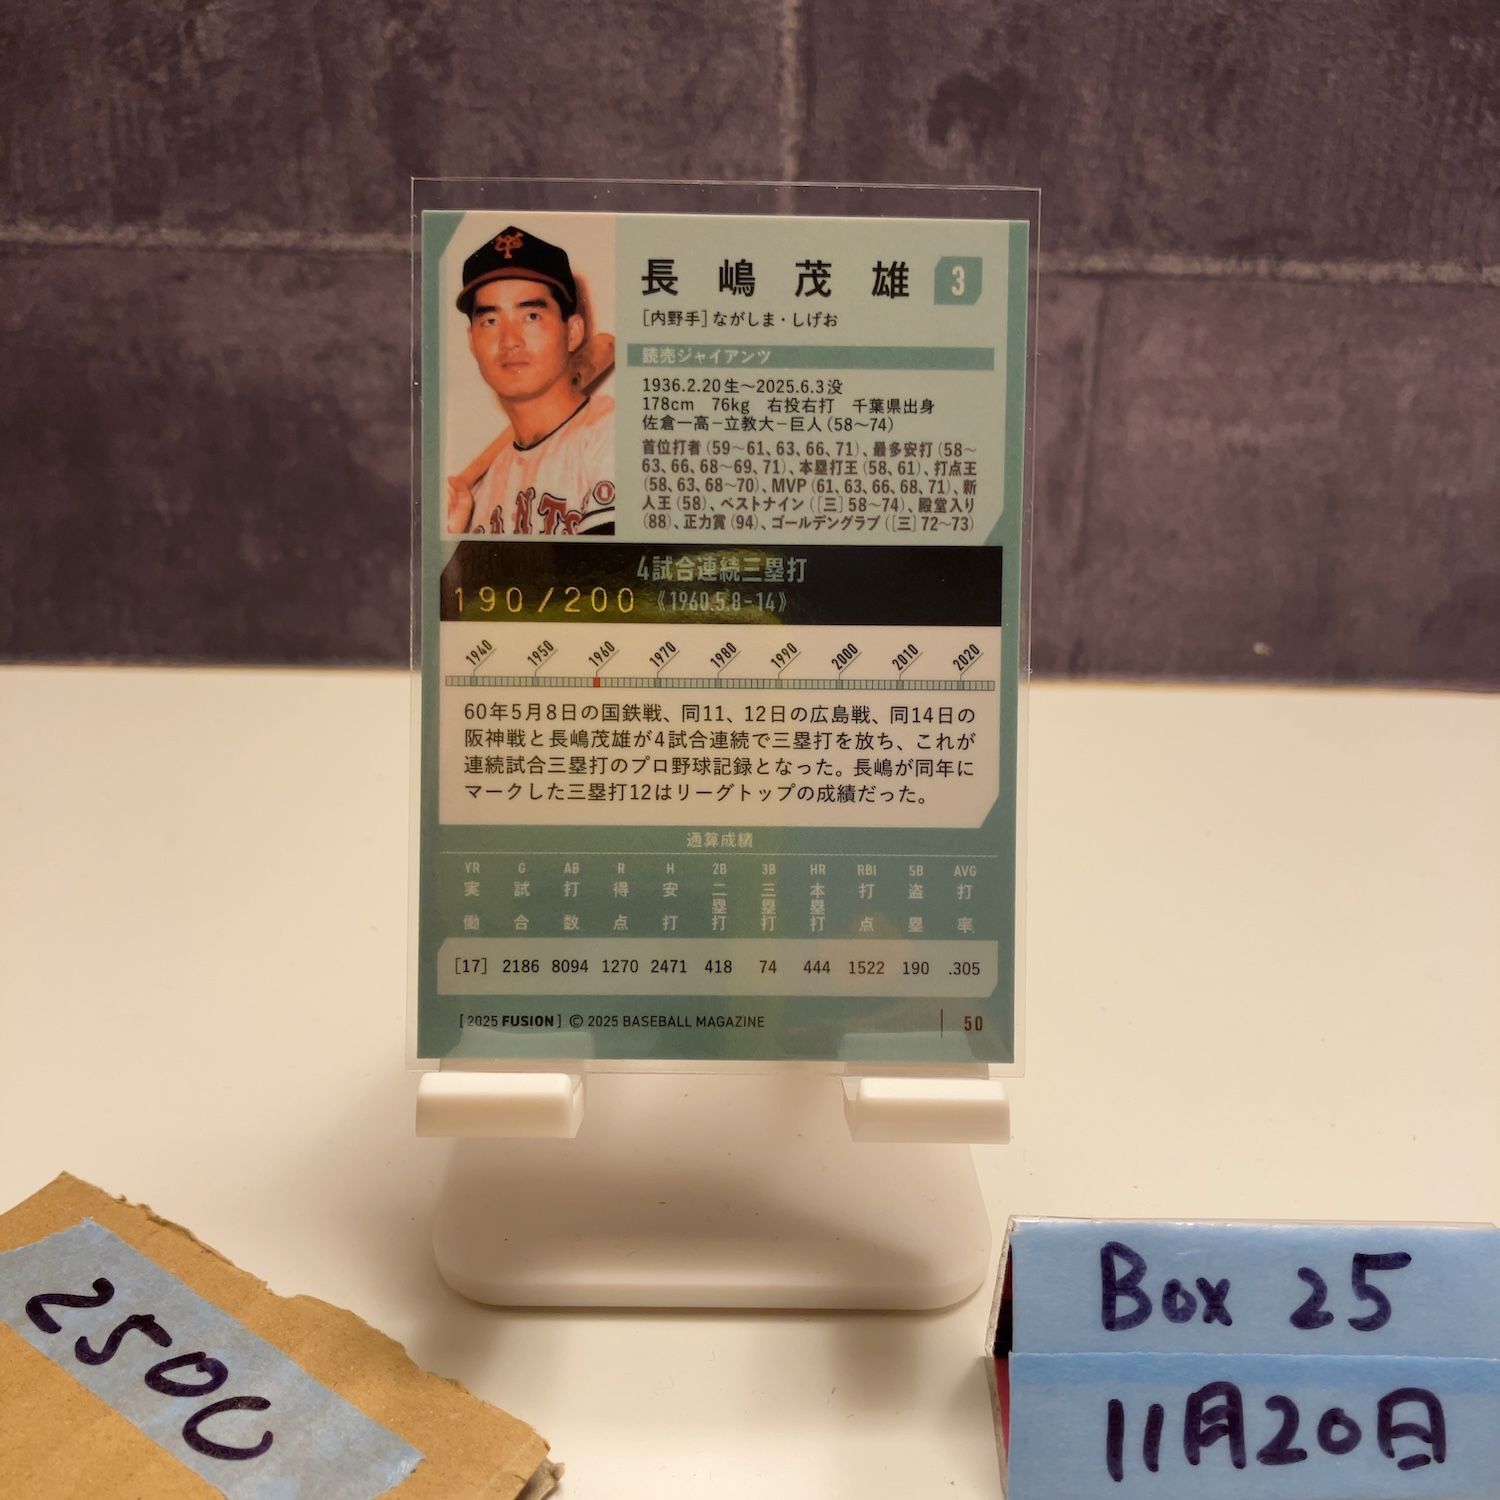 長嶋茂雄 3
[内野手]ながしま・しげお
読売ジャイアンツ
1936.2.20生〜2025.6.3没
178cm 76kg 右投右打 千葉県出身
佐倉一高−立教大−巨人(58〜74)
首位打者(59〜61、63、66、71)、最多安打(58〜
63、66、68〜69、71)、本塁打王(58、61)、打点王
(58、63、68〜70)、MVP(61、63、66、68、71)、新
人王(58)、ベストナイン([三]58〜74)、殿堂入り
(88)、正力賞(94)、ゴールデングラブ([三]72〜73)
GIANTS
4試合連続三塁打
190/200 《1960.5.8-14》
1940 1950 1960 1970 1980 1990 2000 2010 2020
60年5月8日の国鉄戦、同11、12日の広島戦、同14日の
阪神戦と長嶋茂雄が4試合連続で三塁打を放ち、これが
連続試合三塁打のプロ野球記録となった。長嶋が同年に
マークした三塁打12はリーグトップの成績だった。
通算成績
YR G AB R H 2B 3B HR RBI SB AVG
実働 試合 打数 得点 安打 二塁打 三塁打 本塁打 打点 盗塁 打率
[17] 2186 8094 1270 2471 418 74 444 1522 190 .305
[2025 FUSION] © 2025 BASEBALL MAGAZINE 50
2500
Box 25
11月20日